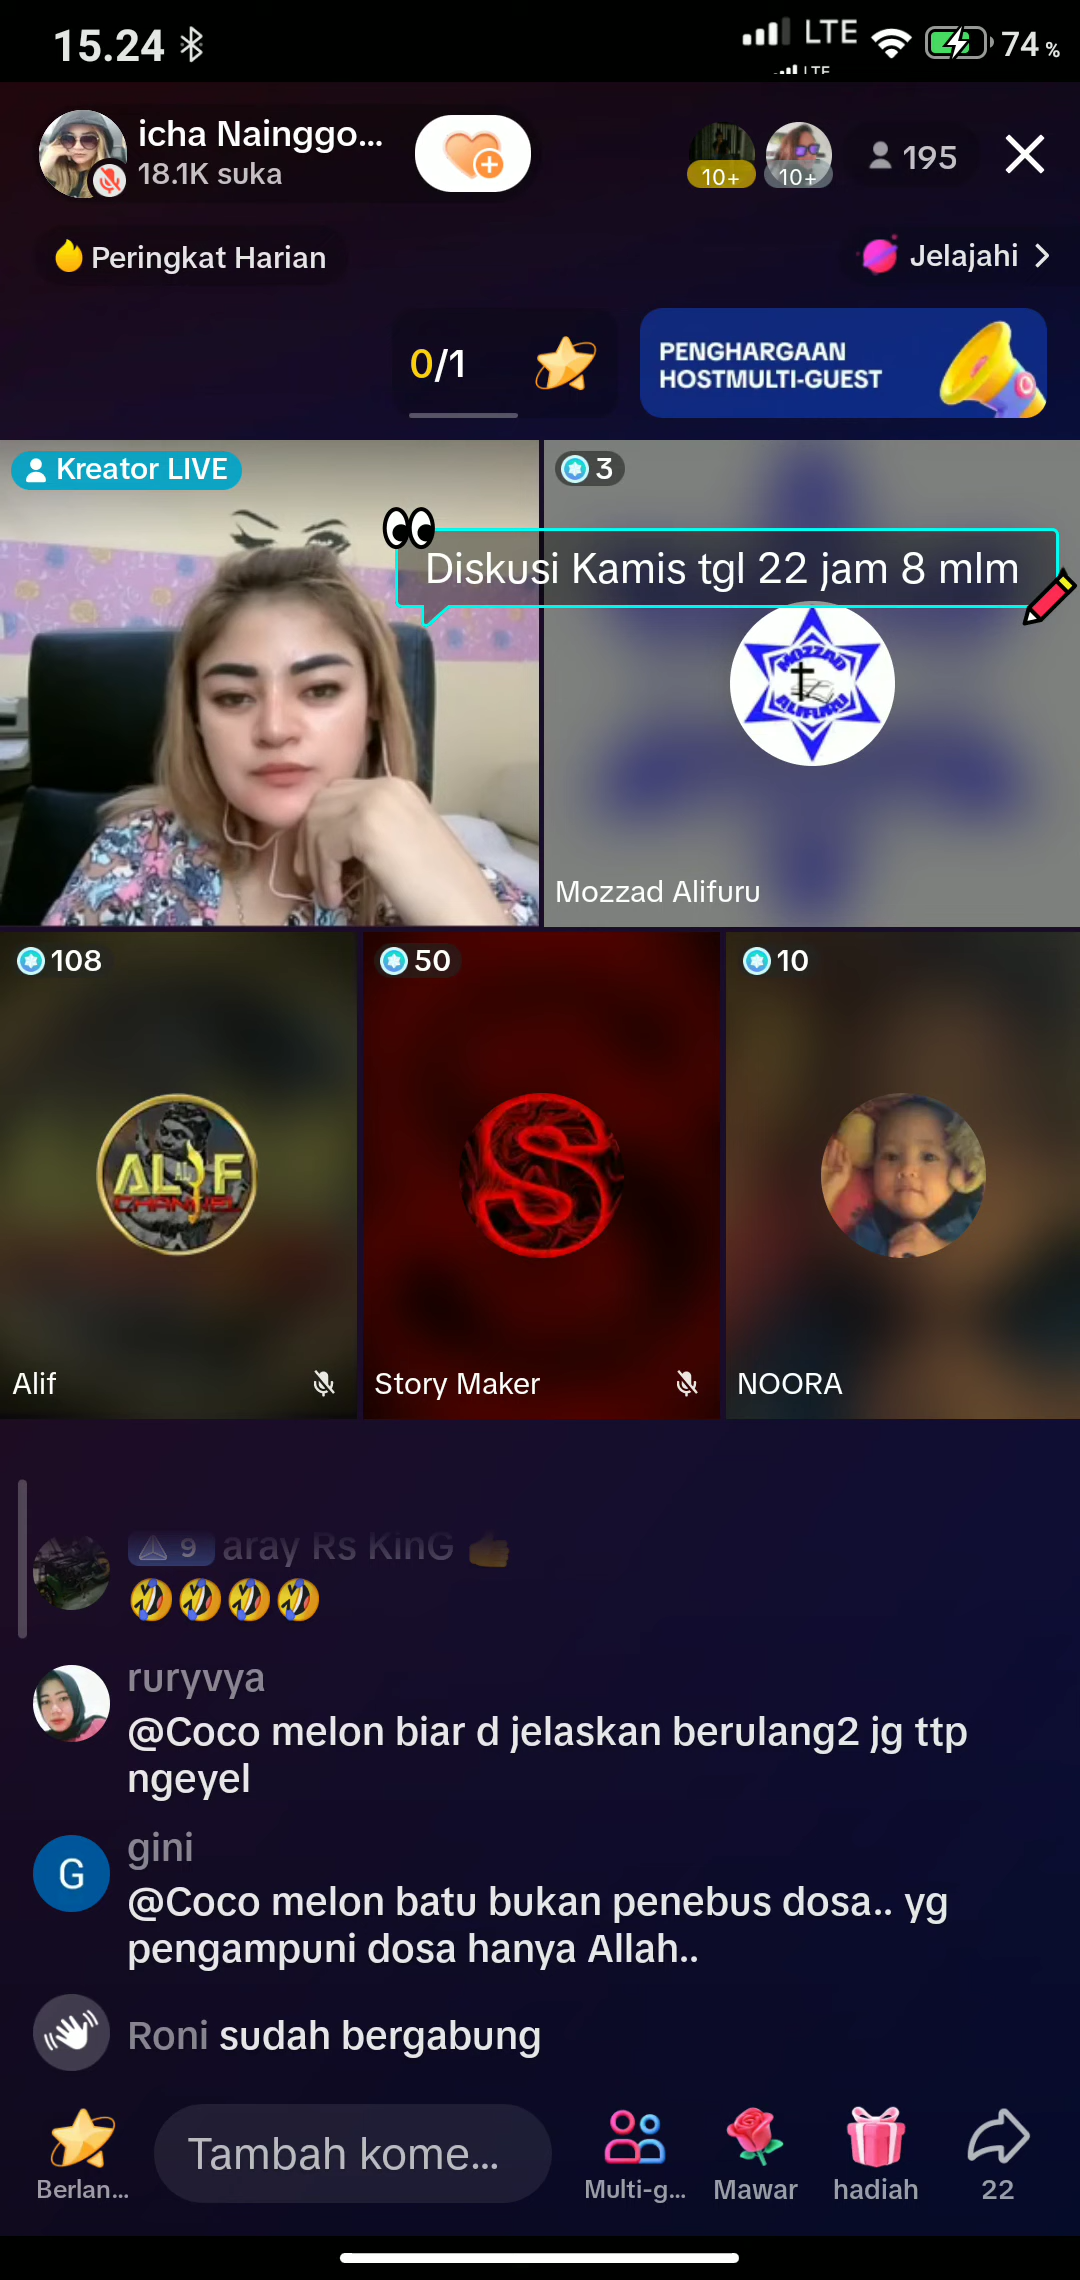 15.24
LTE
LTE
74 %
icha Nainggo...
18.1K suka
10+
10+
195
Peringkat Harian
Jelajahi
0/1
PENGHARGAAN
HOSTMULTI-GUEST
Kreator LIVE
3
Diskusi Kamis tgl 22 jam 8 mlm
MOZZAD
ALIFURU
Mozzad Alifuru
108
50
10
ALIF
CHANNEL
S
Alif
Story Maker
NOORA
9 aray Rs KinG
ruryvya
@Coco melon biar d jelaskan berulang2 jg ttp
ngeyel
G
gini
@Coco melon batu bukan penebus dosa.. yg
pengampuni dosa hanya Allah..
Roni sudah bergabung
Berlan...
Tambah kome...
Multi-g...
Mawar
hadiah
22